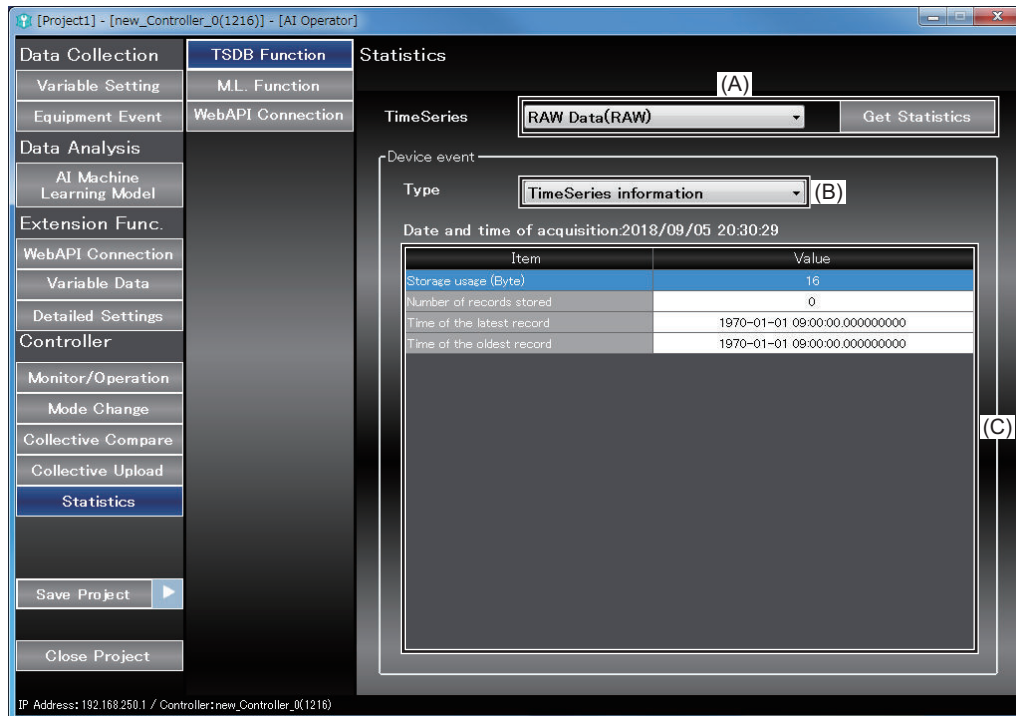 [Project1] - [new_Controller_0(1216)] - [AI Operator]
Data Collection
Variable Setting
Equipment Event
Data Analysis
AI Machine
Learning Model
Extension Func.
WebAPI Connection
Variable Data
Detailed Settings
Controller
Monitor/Operation
Mode Change
Collective Compare
Collective Upload
Statistics
Save Project
Close Project
TSDB Function
M.L. Function
WebAPI Connection
Statistics
(A)
TimeSeries RAW Data(RAW) Get Statistics
Device event
Type TimeSeries information (B)
Date and time of acquisition:2018/09/05 20:30:29
Item Value
Storage usage (Byte) 16
Number of records stored 0
Time of the latest record 1970-01-01 09:00:00.000000000
Time of the oldest record 1970-01-01 09:00:00.000000000
(C)
IP Address: 192.168.250.1 / Controller:new_Controller_0(1216)